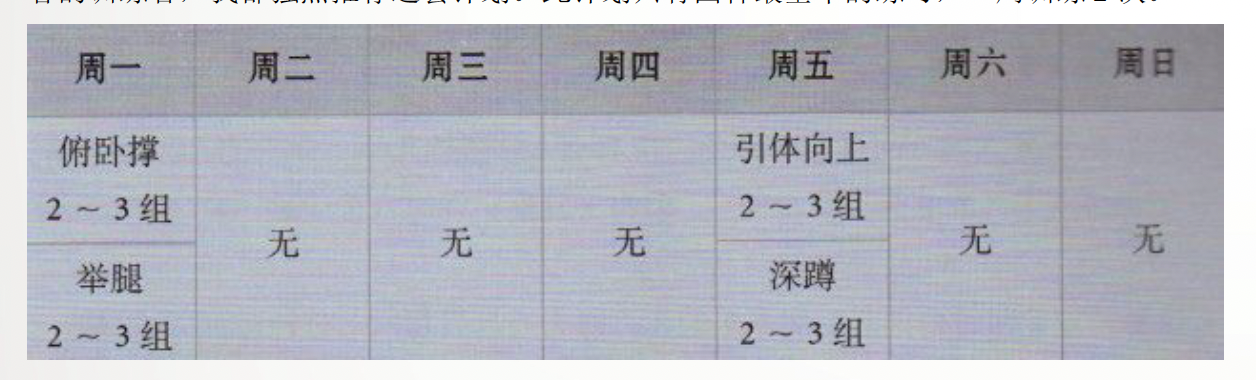 周一 周二 周三 周四 周五 周六 周日
俯卧撑 引体向上
2 ~ 3 组 2 ~ 3 组
无 无 无 无 无
举腿 深蹲
2 ~ 3 组 2 ~ 3 组